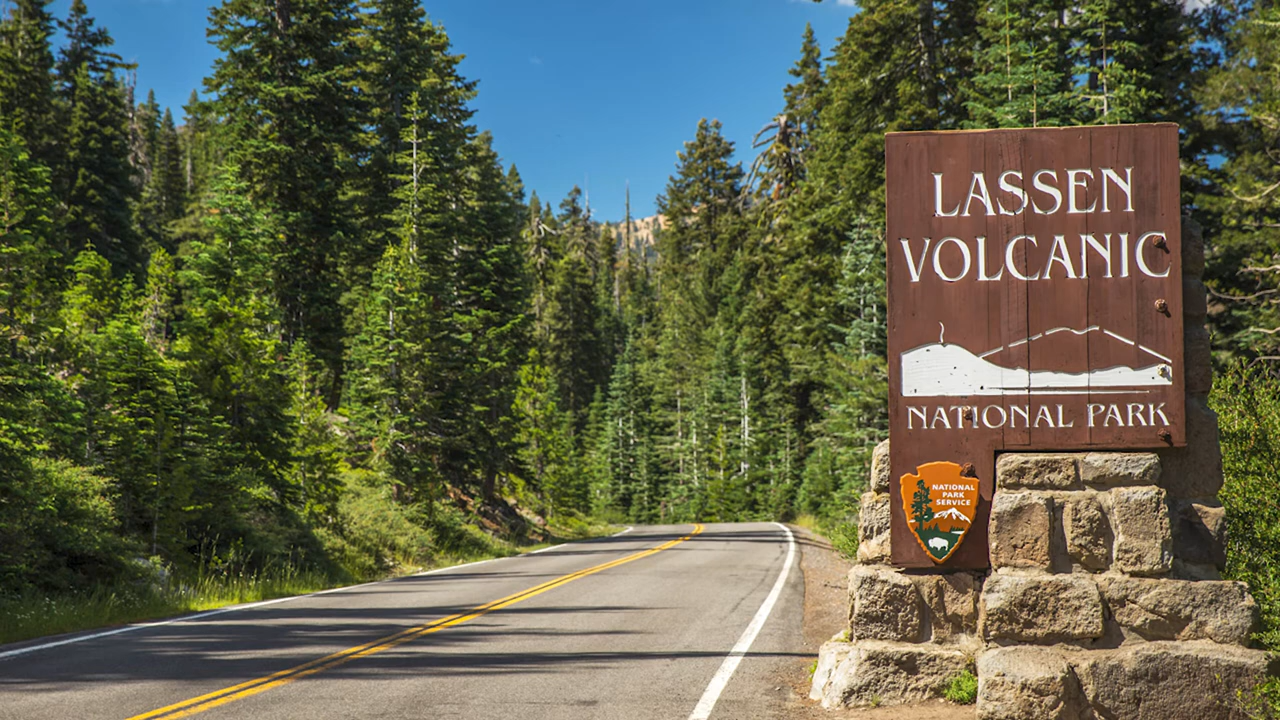 LASSEN
VOLCANIC
NATIONAL PARK
NATIONAL
PARK
SERVICE